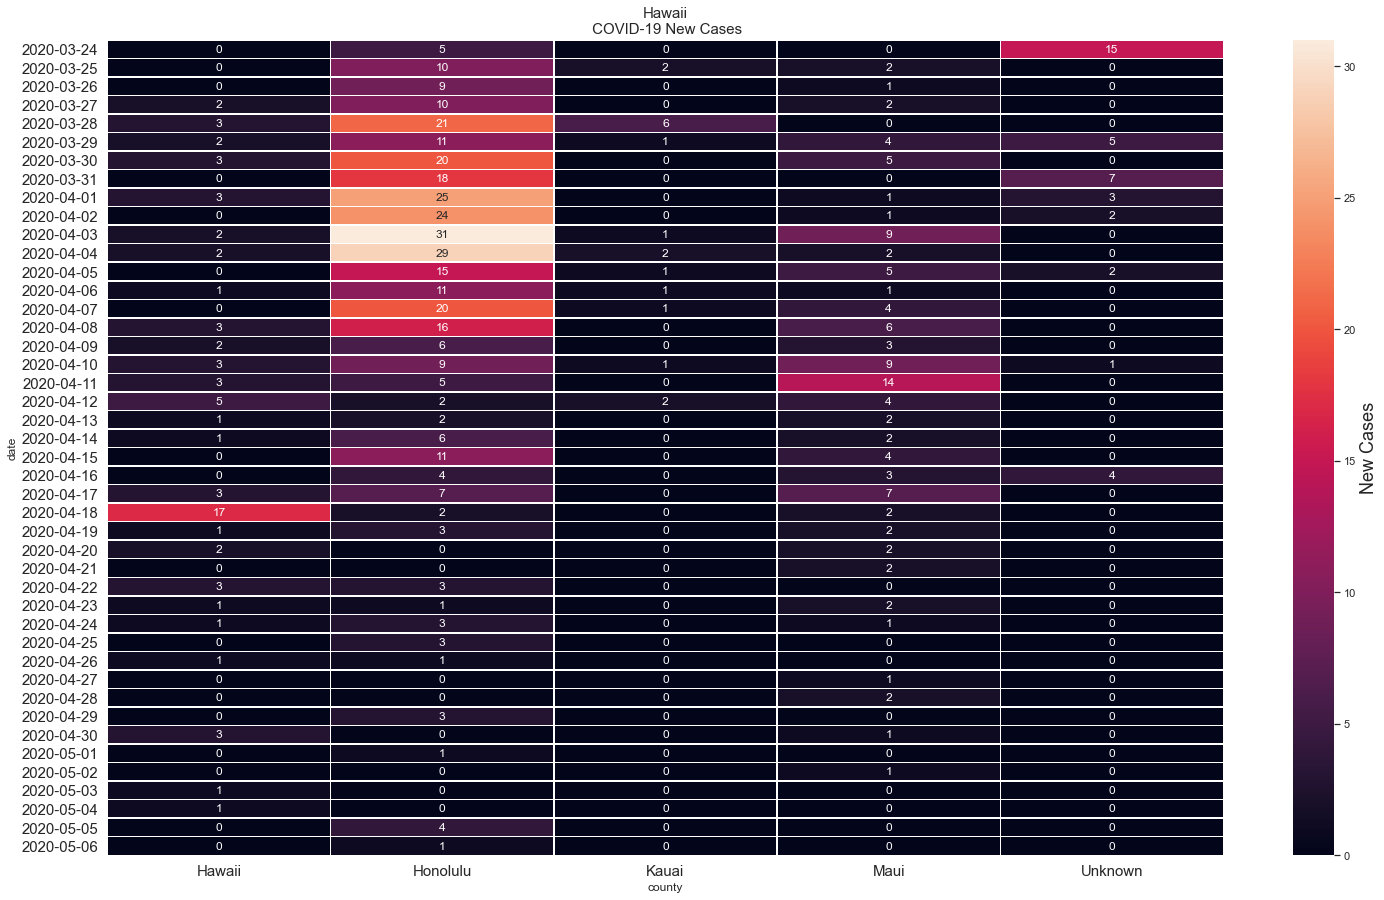 Hawaii
COVID-19 New Cases
2020-03-24 0 5 0 0 15
2020-03-25 0 10 2 2 0
2020-03-26 0 9 0 1 0
2020-03-27 2 10 0 2 0
2020-03-28 3 21 6 0 0
2020-03-29 2 11 1 4 5
2020-03-30 3 20 0 5 0
2020-03-31 0 18 0 0 7
2020-04-01 3 25 0 1 3
2020-04-02 0 24 0 1 2
2020-04-03 2 31 1 9 0
2020-04-04 2 29 2 2 0
2020-04-05 0 15 1 5 2
2020-04-06 1 11 1 1 0
2020-04-07 0 20 1 4 0
2020-04-08 3 16 0 6 0
2020-04-09 2 6 0 3 0
2020-04-10 3 9 1 9 1
2020-04-11 3 5 0 14 0
2020-04-12 5 2 2 4 0
2020-04-13 1 2 0 2 0
2020-04-14 1 6 0 2 0
2020-04-15 0 11 0 4 0
2020-04-16 0 4 0 3 4
2020-04-17 3 7 0 7 0
2020-04-18 17 2 0 2 0
2020-04-19 1 3 0 2 0
2020-04-20 2 0 0 2 0
2020-04-21 0 0 0 2 0
2020-04-22 3 3 0 0 0
2020-04-23 1 1 0 2 0
2020-04-24 1 3 0 1 0
2020-04-25 0 3 0 0 0
2020-04-26 1 1 0 0 0
2020-04-27 0 0 0 1 0
2020-04-28 0 0 0 2 0
2020-04-29 0 3 0 0 0
2020-04-30 3 0 0 1 0
2020-05-01 0 1 0 0 0
2020-05-02 0 0 0 1 0
2020-05-03 1 0 0 0 0
2020-05-04 1 0 0 0 0
2020-05-05 0 4 0 0 0
2020-05-06 0 1 0 0 0
Hawaii Honolulu Kauai Maui Unknown
county
date
30
25
20
15
10
5
0
New Cases